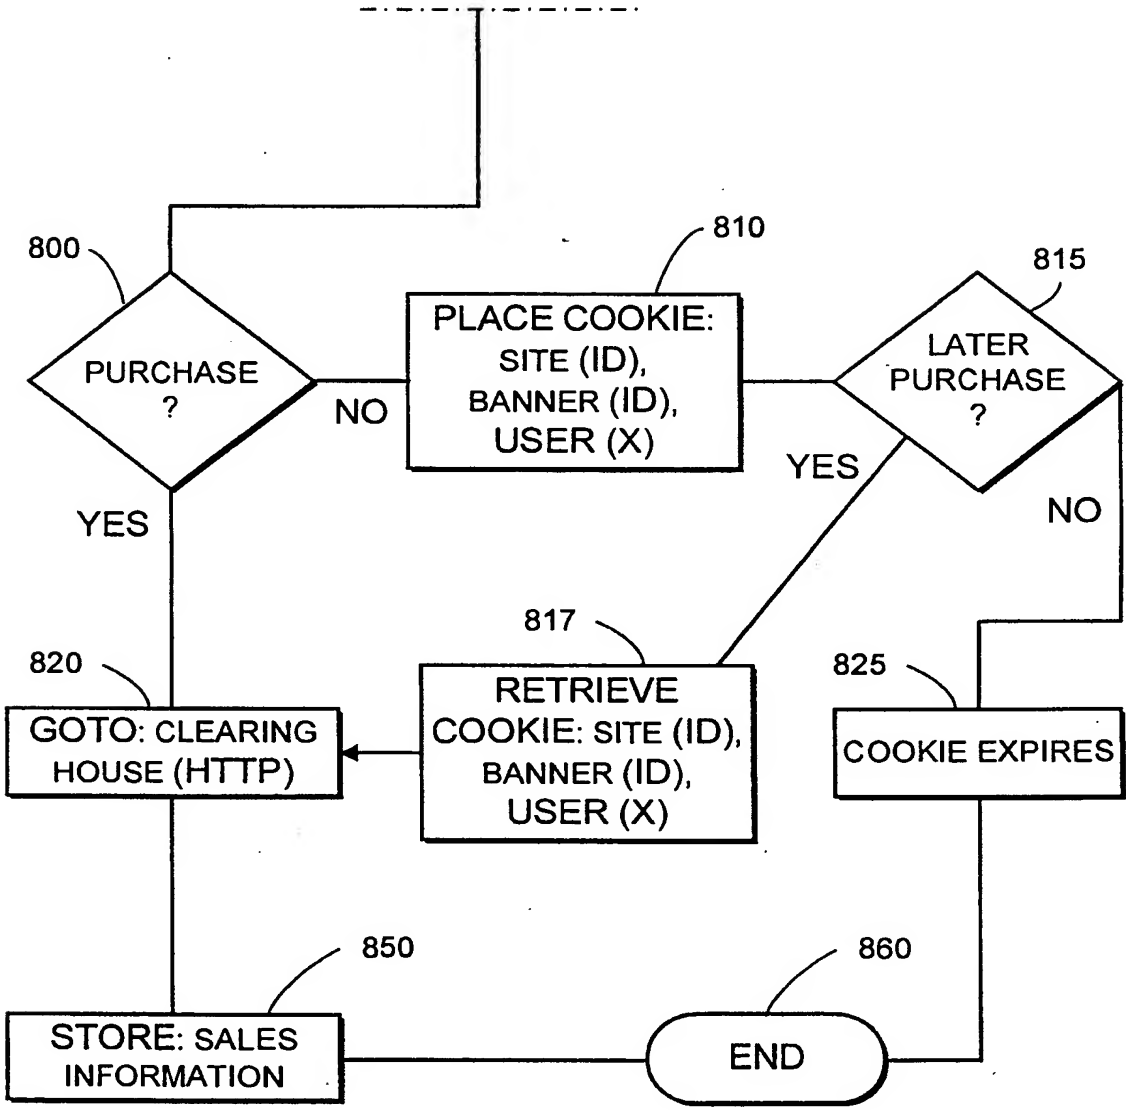 810
800
815
PLACE COOKIE:
SITE (ID),
BANNER (ID),
USER (X)
LATER
PURCHASE
?
PURCHASE
?
NO
YES
NO
YES
817
820
825
RETRIEVE
COOKIE: SITE (ID),
BANNER (ID),
USER (X)
GOTO: CLEARING
HOUSE (HTTP)
COOKIE EXPIRES
850
860
STORE: SALES
INFORMATION
END